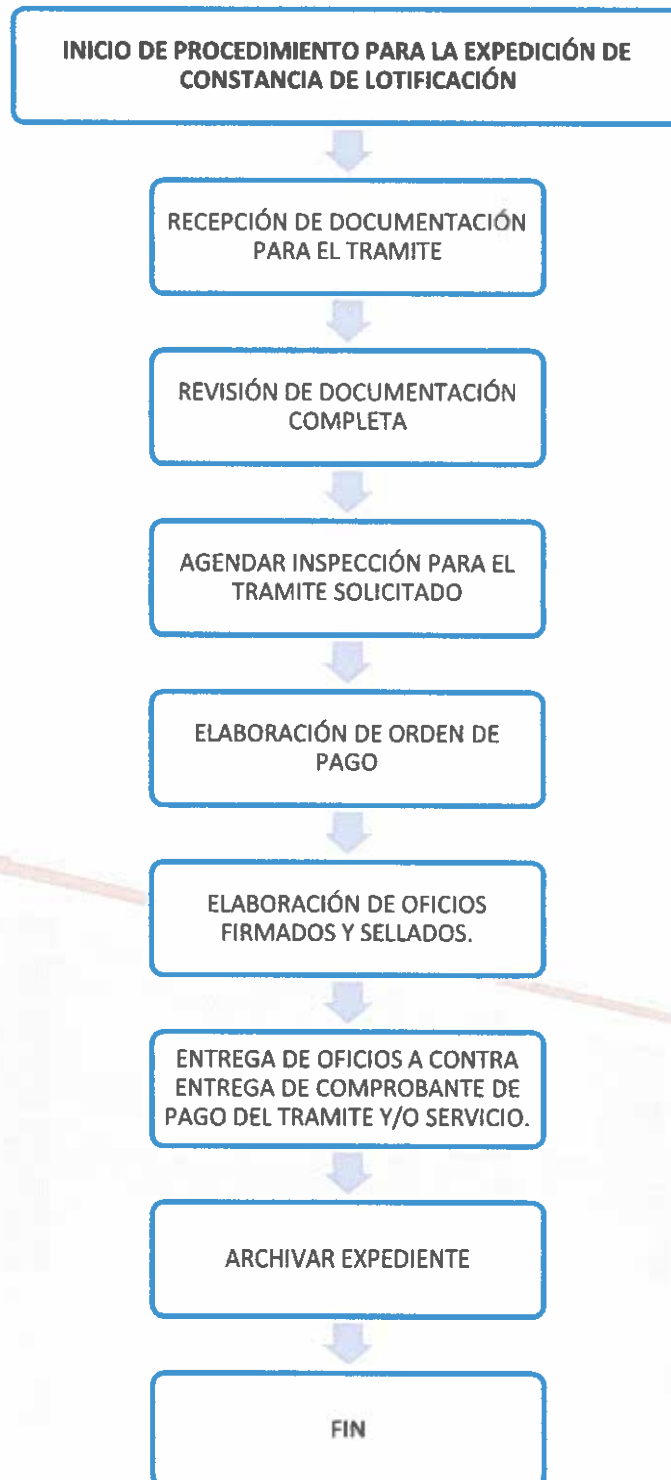 INICIO DE PROCEDIMIENTO PARA LA EXPEDICIÓN DE
CONSTANCIA DE LOTIFICACIÓN
RECEPCIÓN DE DOCUMENTACIÓN
PARA EL TRAMITE
REVISIÓN DE DOCUMENTACIÓN
COMPLETA
AGENDAR INSPECCIÓN PARA EL
TRAMITE SOLICITADO
ELABORACIÓN DE ORDEN DE
PAGO
ELABORACIÓN DE OFICIOS
FIRMADOS Y SELLADOS.
ENTREGA DE OFICIOS A CONTRA
ENTREGA DE COMPROBANTE DE
PAGO DEL TRAMITE Y/O SERVICIO.
ARCHIVAR EXPEDIENTE
FIN